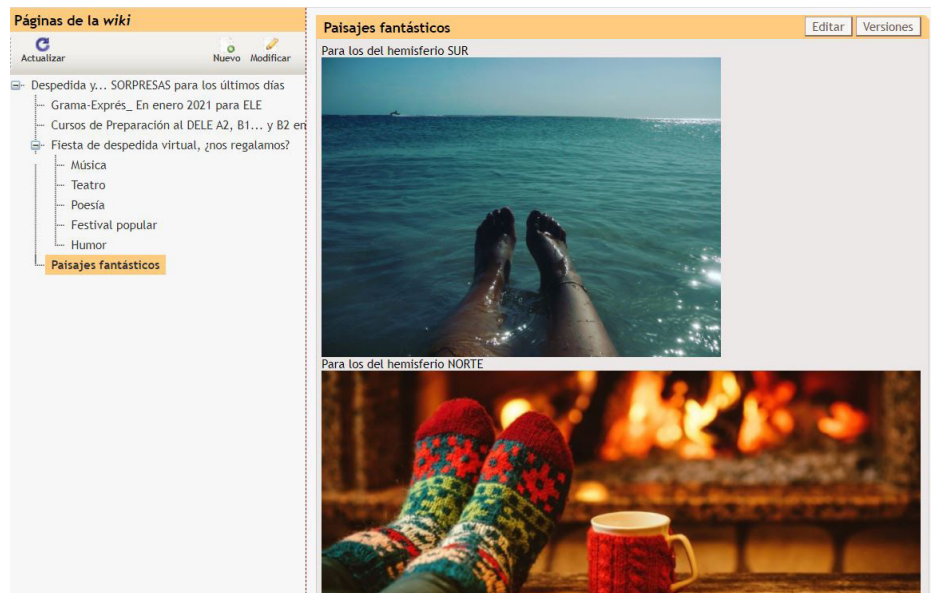 Páginas de la wiki
Actualizar
Nuevo Modificar
Despedida y... SORPRESAS para los últimos días
Grama-Exprés_ En enero 2021 para ELE
Cursos de Preparación al DELE A2, B1... y B2 en
Fiesta de despedida virtual, ¿nos regalamos?
Música
Teatro
Poesía
Festival popular
Humor
Paisajes fantásticos
Paisajes fantásticos
Editar Versiones
Para los del hemisferio SUR
Para los del hemisferio NORTE